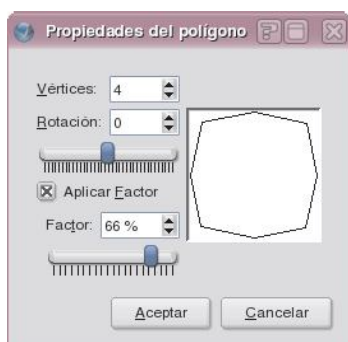 Propiedades del polígono
Vértices: 4
Rotación: 0
Aplicar Factor
Factor: 66 %
Aceptar
Cancelar